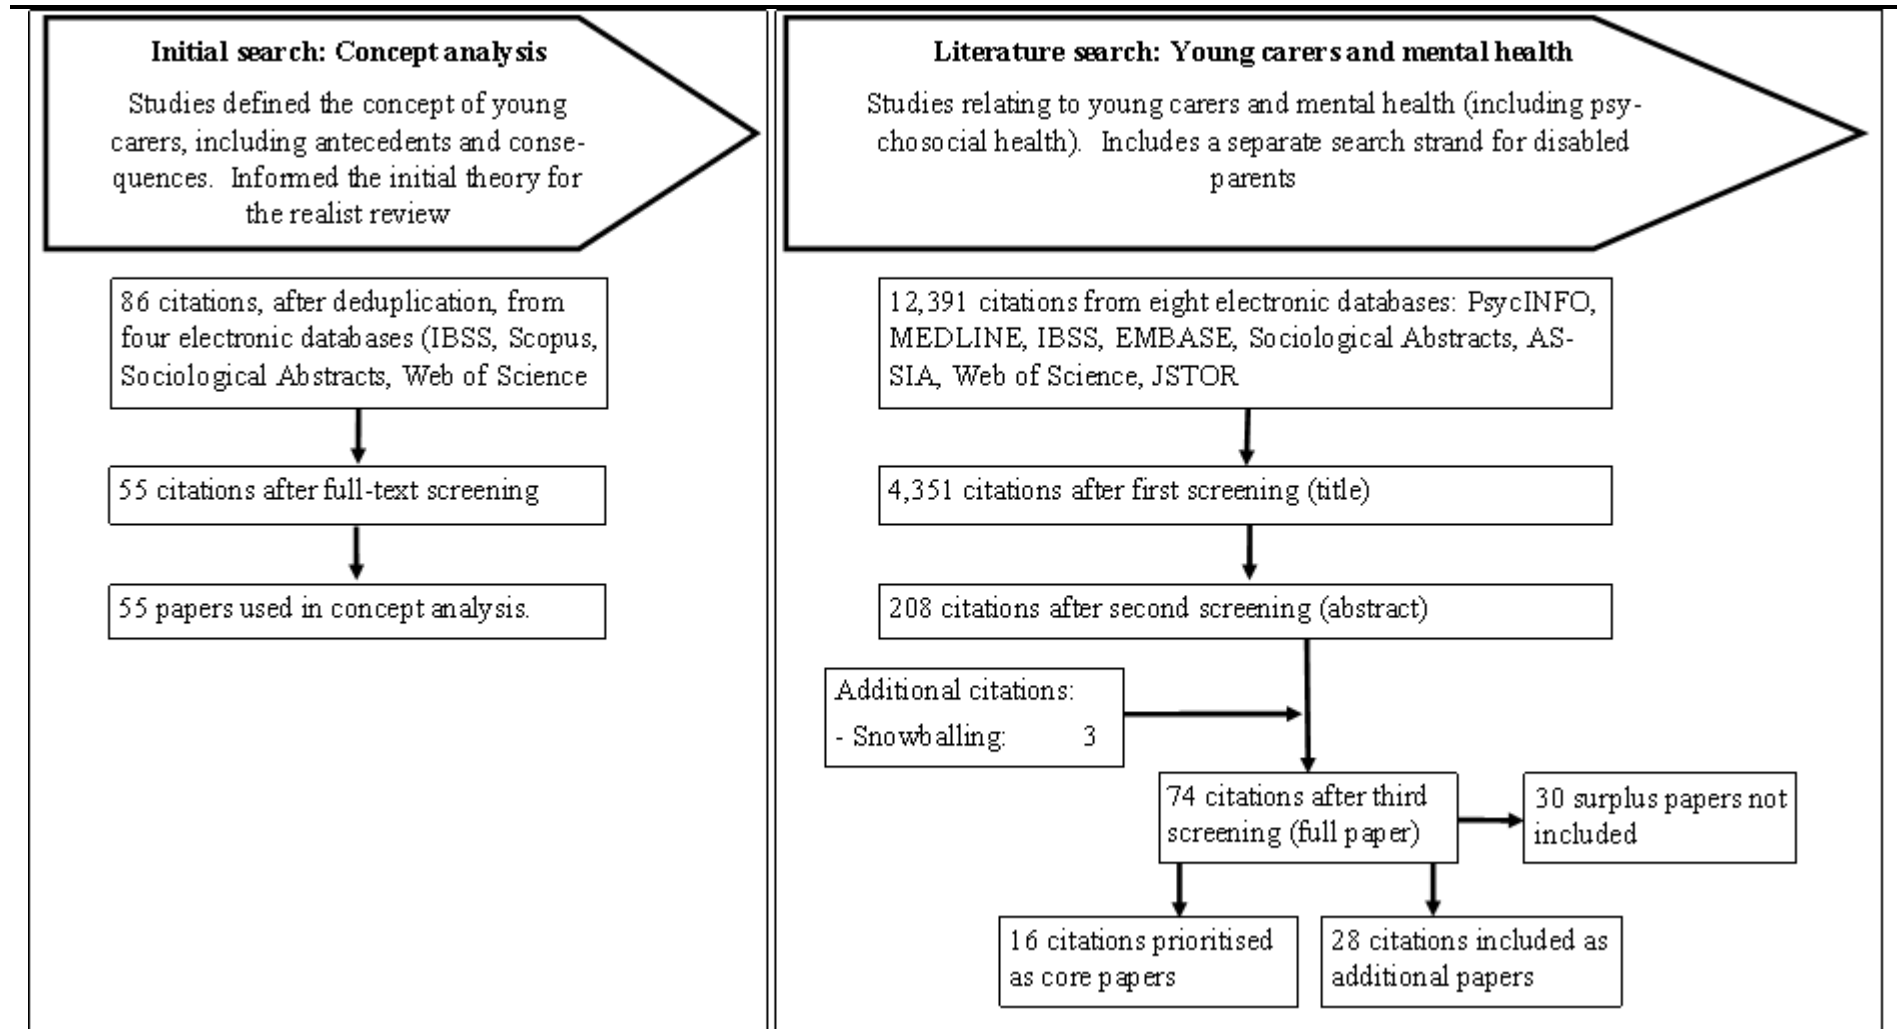 Initial search: Concept analysis
Studies defined the concept of young
carers, including antecedents and conse-
quences. Informed the initial theory for
the realist review
86 citations, after deduplication, from
four electronic databases (IBSS, Scopus,
Sociological Abstracts, Web of Science
55 citations after full-text screening
55 papers used in concept analysis.
Literature search: Young carers and mental health
Studies relating to young carers and mental health (including psy-
chosocial health). Includes a separate search strand for disabled
parents
12,391 citations from eight electronic databases: PsycINFO,
MEDLINE, IBSS, EMBASE, Sociological Abstracts, AS-
SIA, Web of Science, JSTOR
4,351 citations after first screening (title)
208 citations after second screening (abstract)
Additional citations:
- Snowballing: 3
74 citations after third
screening (full paper)
30 surplus papers not
included
16 citations prioritised
as core papers
28 citations included as
additional papers